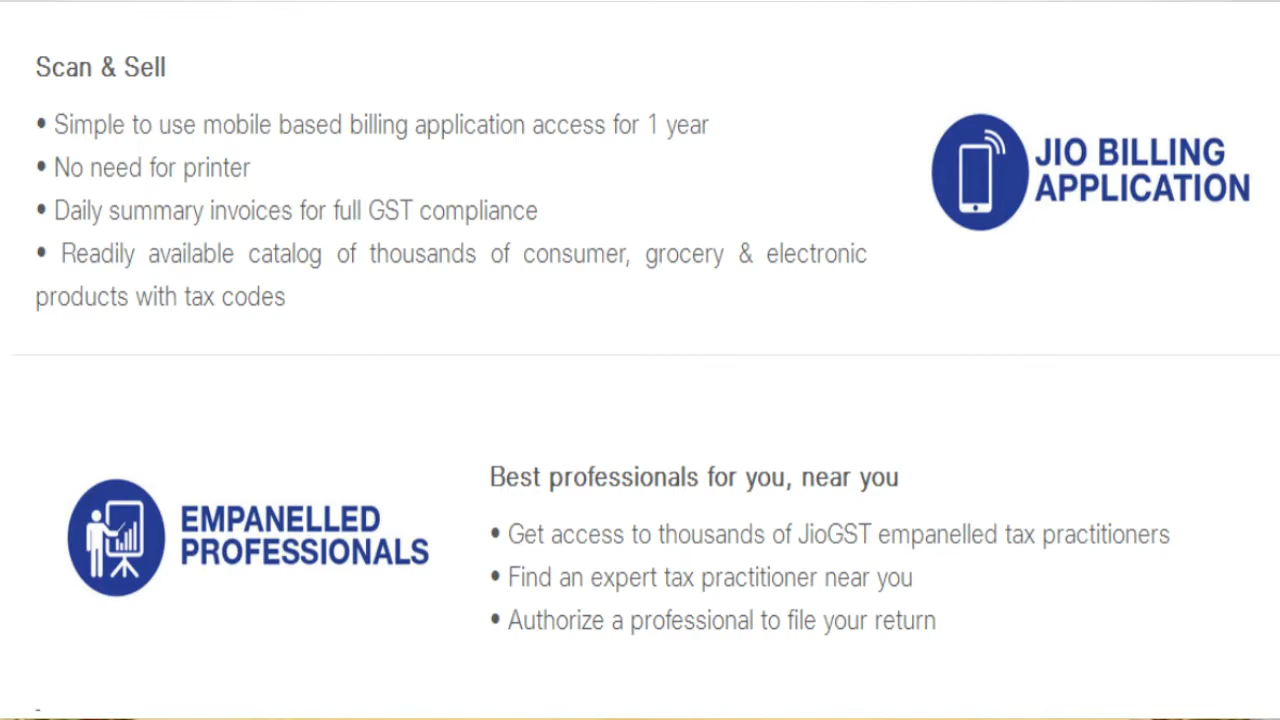 Scan & Sell
• Simple to use mobile based billing application access for 1 year
• No need for printer
• Daily summary invoices for full GST compliance
• Readily available catalog of thousands of consumer, grocery & electronic
products with tax codes
JIO BILLING
APPLICATION
EMPANELLED
PROFESSIONALS
Best professionals for you, near you
• Get access to thousands of JioGST empanelled tax practitioners
• Find an expert tax practitioner near you
• Authorize a professional to file your return
-